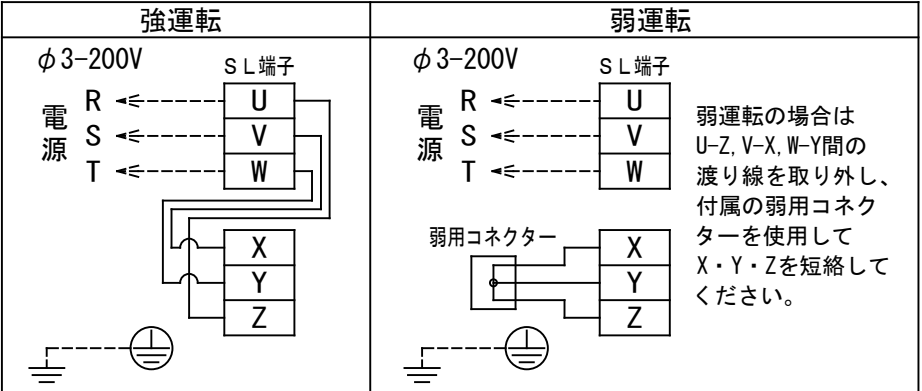 強運転
φ3-200V
SL端子
電源
R
S
T
U
V
W
X
Y
Z
弱運転
φ3-200V
SL端子
電源
R
S
T
U
V
W
弱用コネクター
X
Y
Z
弱運転の場合は
U-Z,V-X,W-Y間の
渡り線を取り外し、
付属の弱用コネク
ターを使用して
X・Y・Zを短絡して
ください。